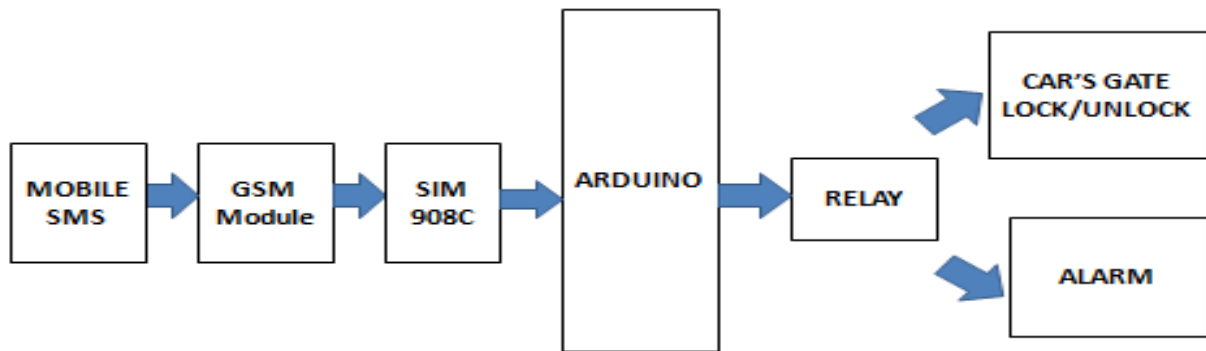 MOBILE
SMS
GSM
Module
SIM
908C
ARDUINO
RELAY
CAR'S GATE
LOCK/UNLOCK
ALARM